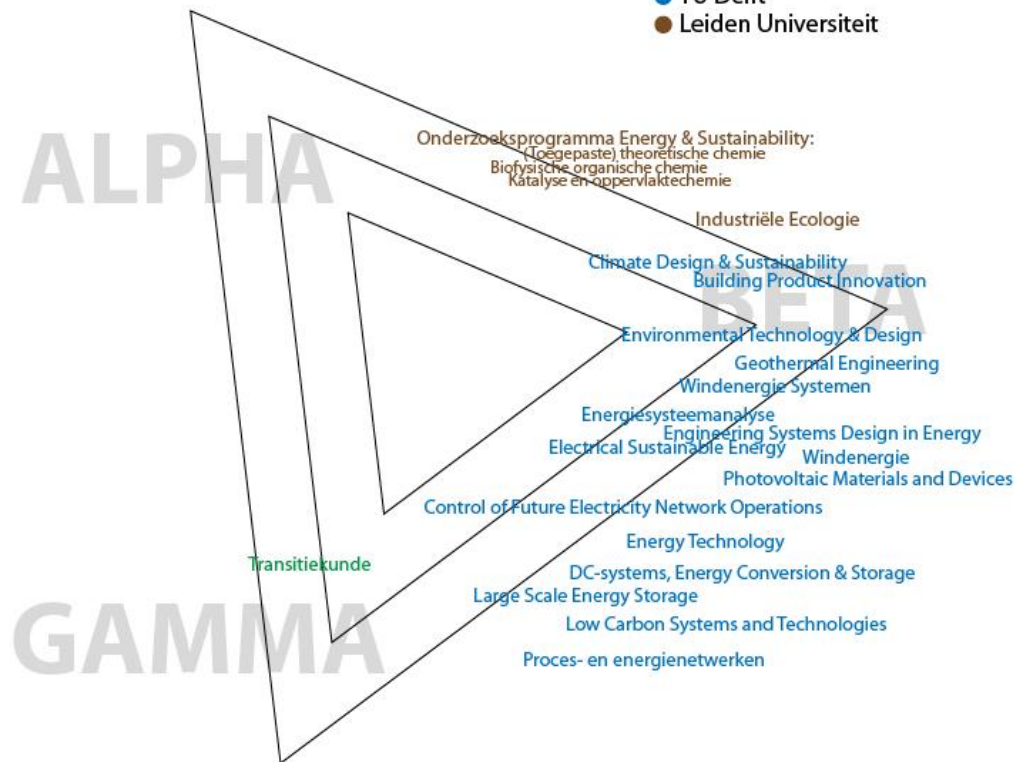 TU Delft
Leiden Universiteit
ALPHA
Onderzoeksprogramma Energy & Sustainability:
(Toegepaste) theoretische chemie
Biofysische organische chemie
Katalyse en oppervlaktechemie
Industriële Ecologie
Climate Design & Sustainability
Building Product Innovation
BETA
Environmental Technology & Design
Geothermal Engineering
Windenergie Systemen
Energiesysteemanalyse
Engineering Systems Design in Energy
Electrical Sustainable Energy
Windenergie
Photovoltaic Materials and Devices
Control of Future Electricity Network Operations
Energy Technology
Transitiekunde
DC-systems, Energy Conversion & Storage
Large Scale Energy Storage
Low Carbon Systems and Technologies
GAMMA
Proces- en energienetwerken